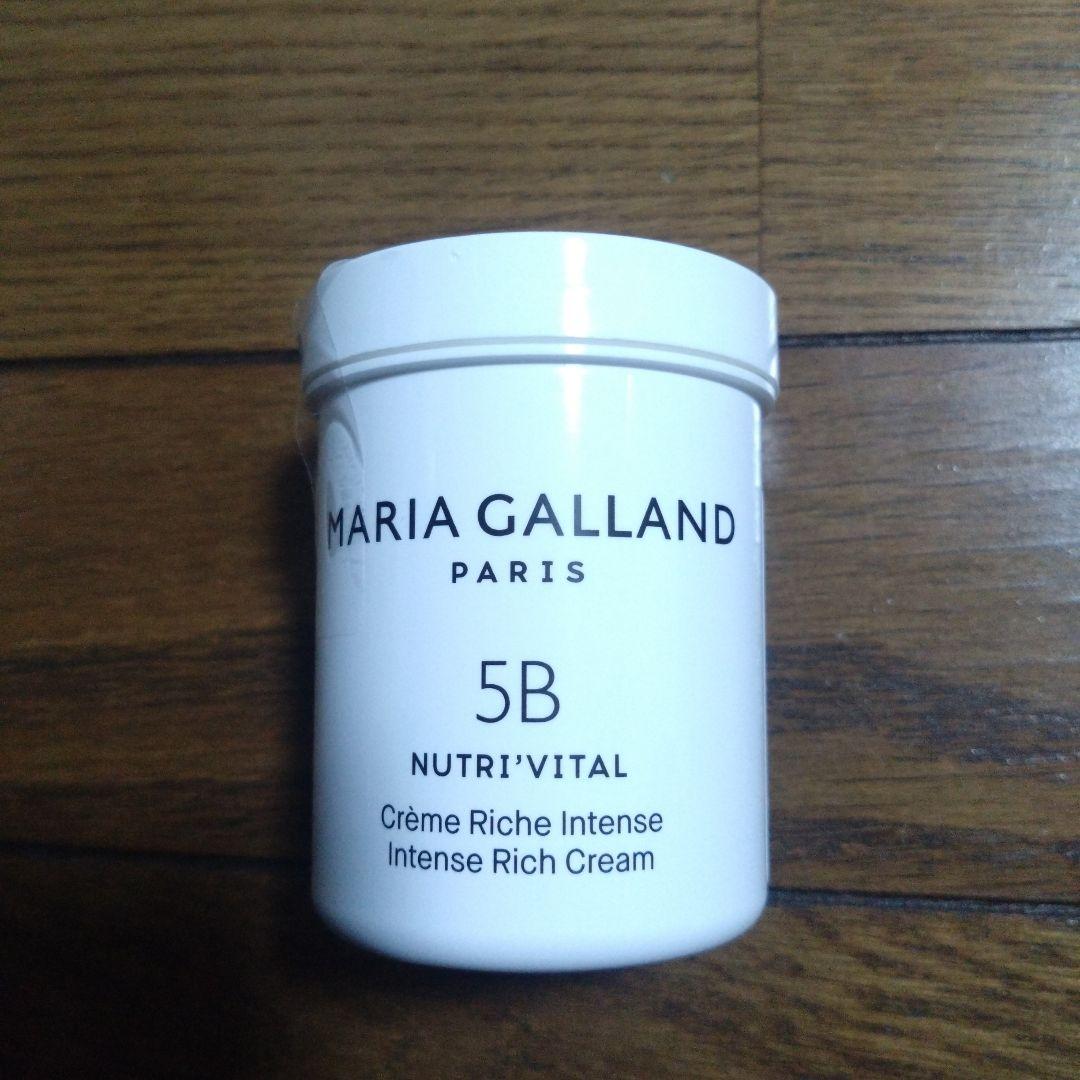 MARIA GALLAND
PARIS
5B
NUTRI'VITAL
Crème Riche Intense
Intense Rich Cream